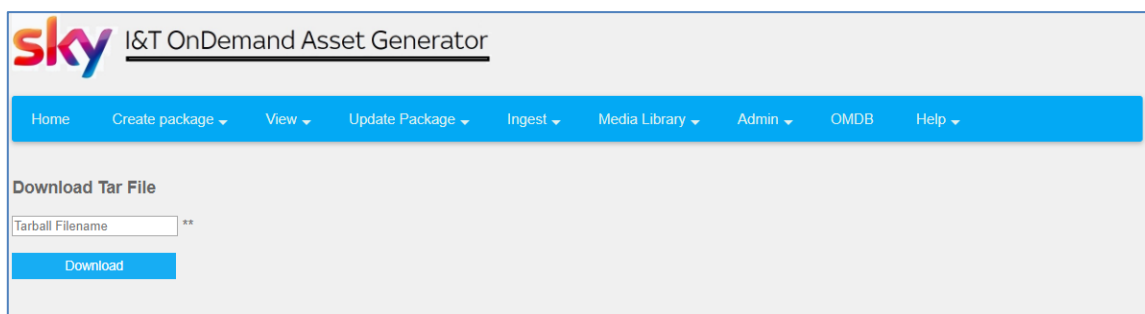 sky I&T OnDemand Asset Generator
Home Create package View Update Package Ingest Media Library Admin OMDB Help
Download Tar File
Tarball Filename **
Download